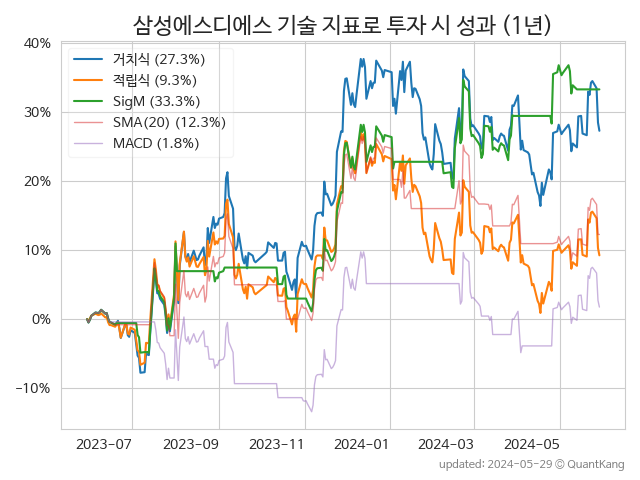 삼성에스디에스 기술 지표로 투자 시 성과 (1년)
거치식 (27.3%)
적립식 (9.3%)
SigM (33.3%)
SMA(20) (12.3%)
MACD (1.8%)
40%
30%
20%
10%
0%
−10%
2023-07 2023-09 2023-11 2024-01 2024-03 2024-05
updated: 2024-05-29 © QuantKang